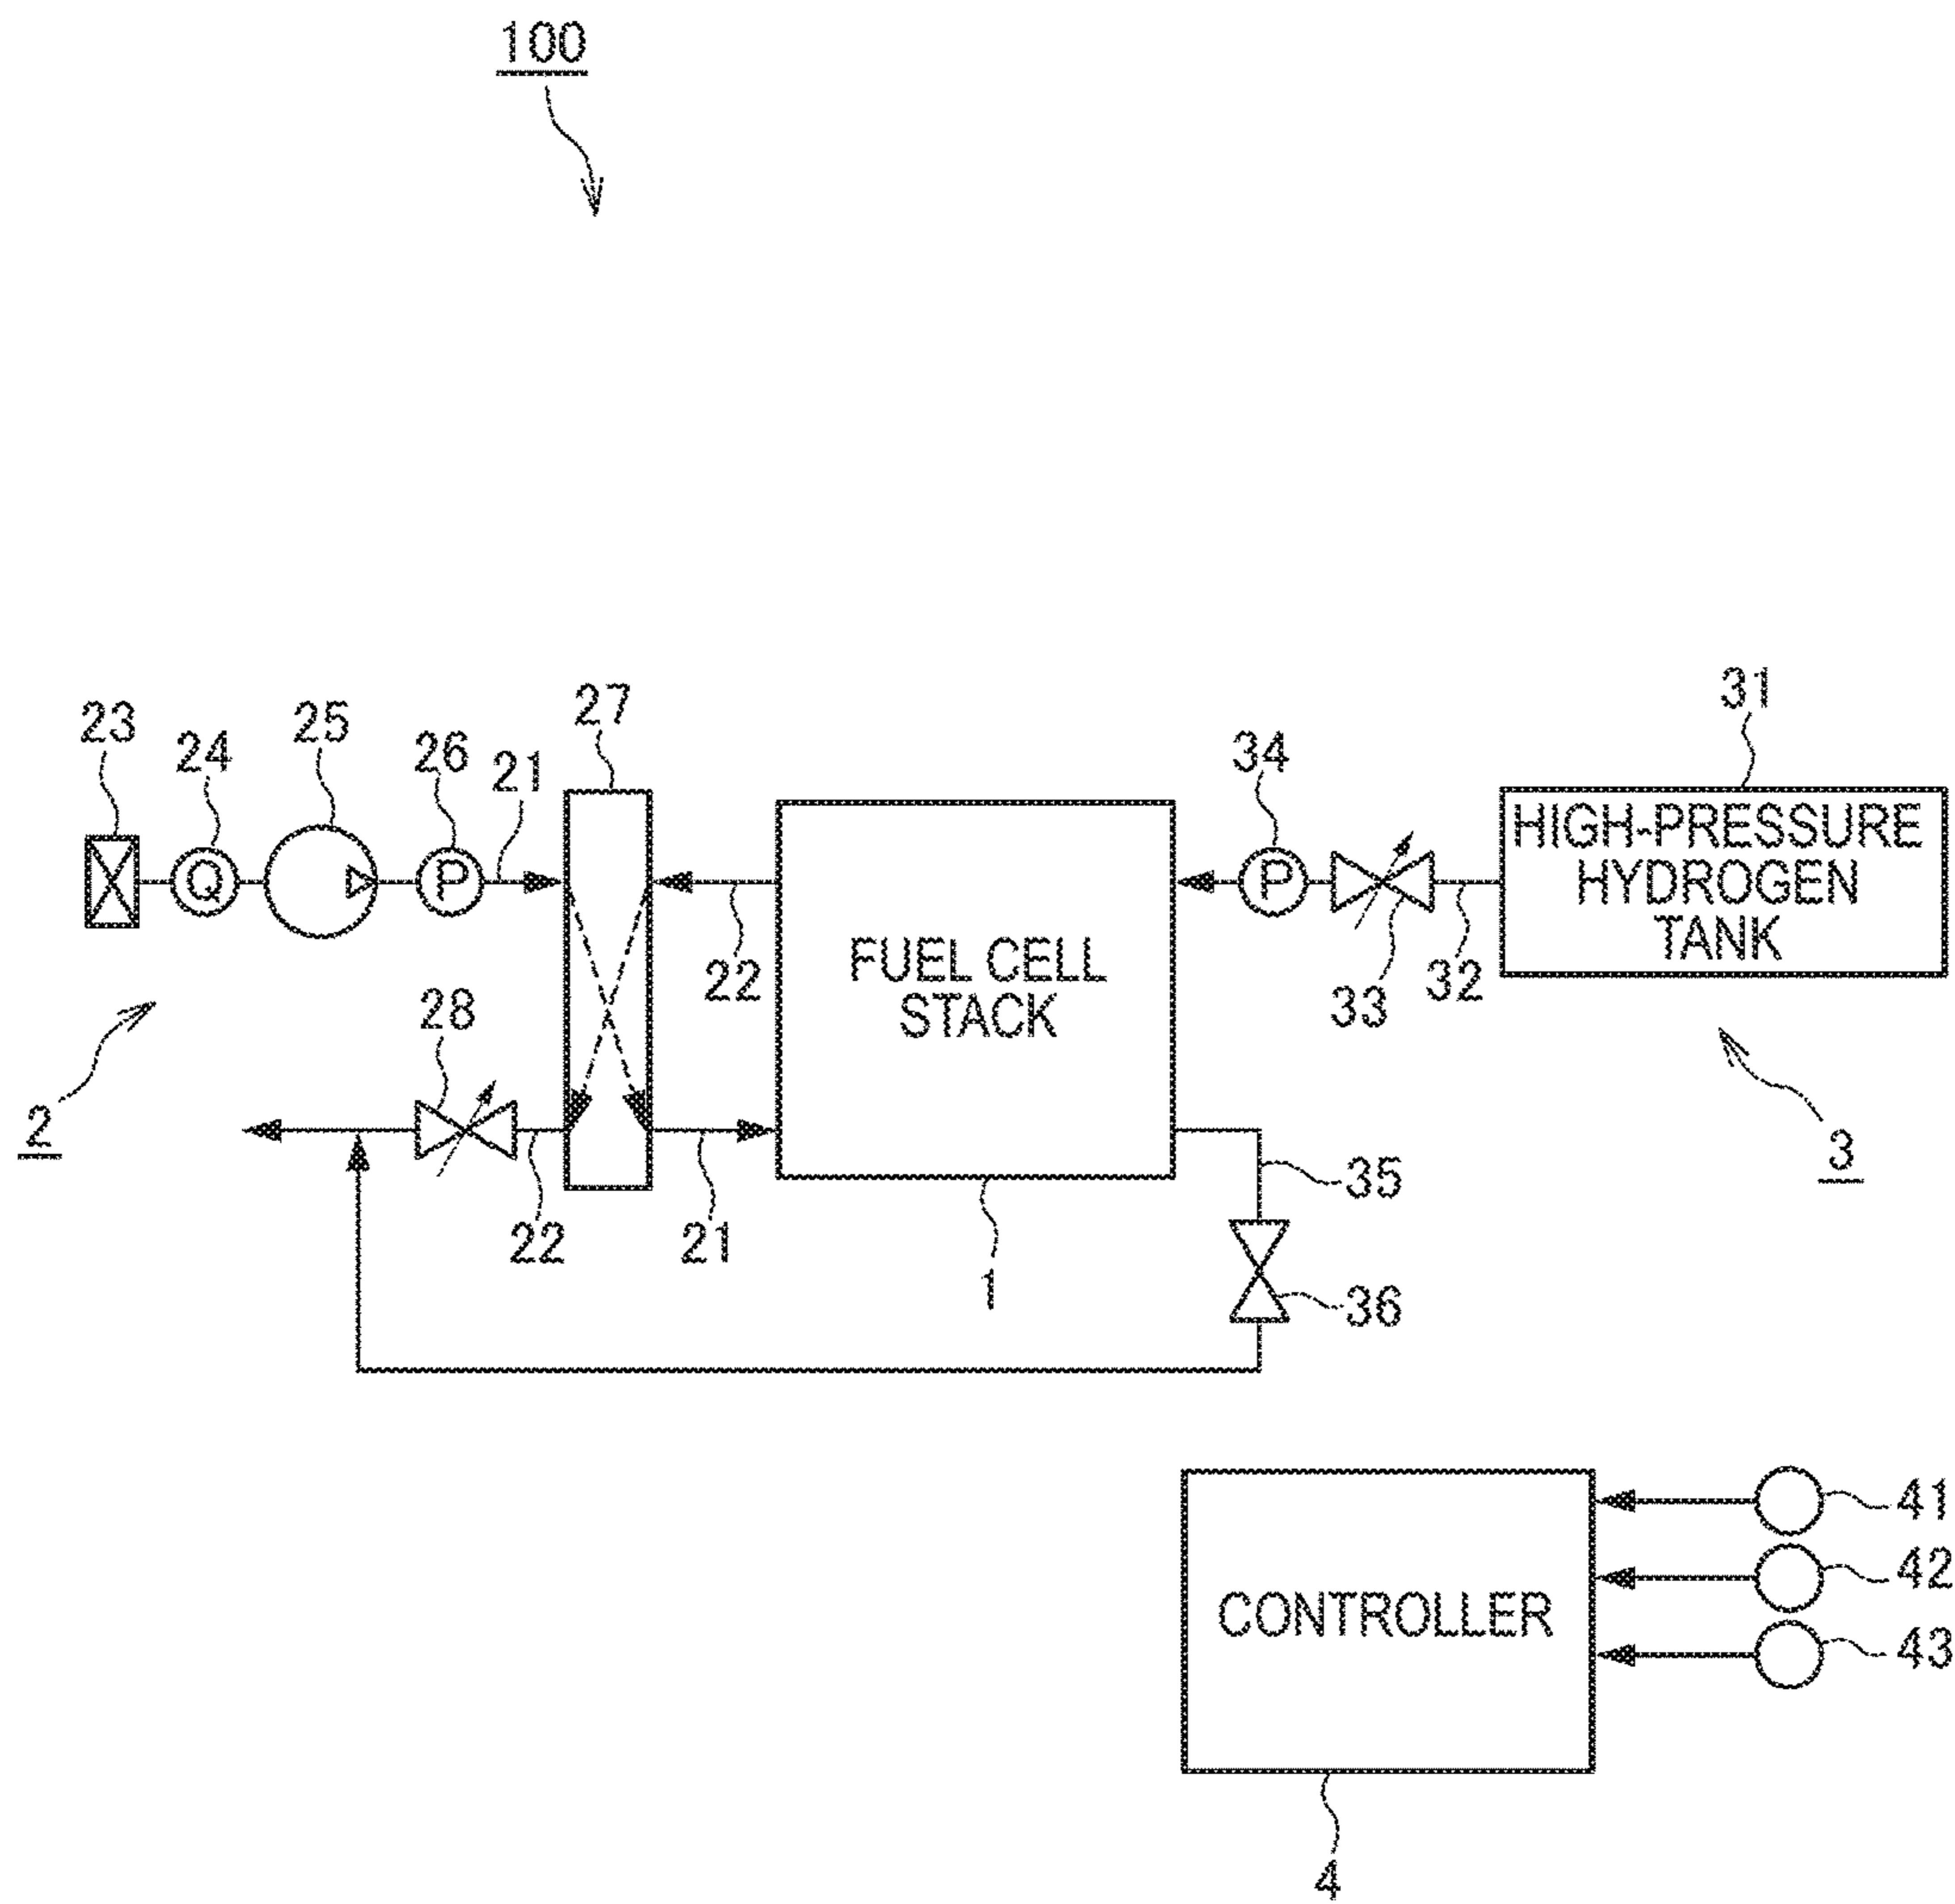 100
31
27
23
25
34
24
26
21
HIGH-PRESSURE
HYDROGEN
TANK
Q
P
P
FUEL CELL
STACK
22
33
32
28
2
3
35
22
21
1
36
41
42
CONTROLLER
43
4